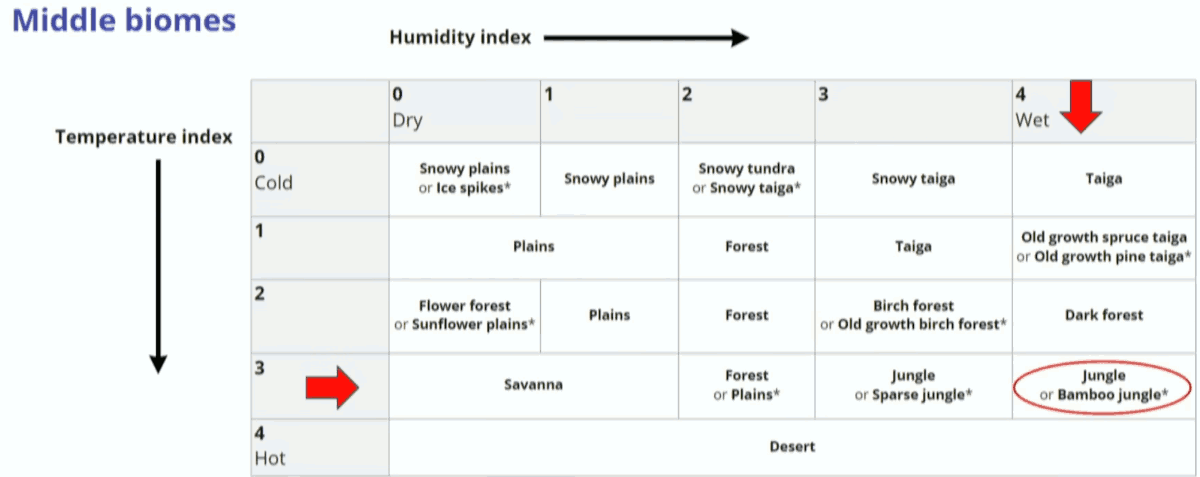 Middle biomes
Humidity index
Temperature index
0
Dry
1
2
3
4
Wet
0
Cold
Snowy plains
or Ice spikes*
Snowy plains
Snowy tundra
or Snowy taiga*
Snowy taiga
Taiga
1
Plains
Forest
Taiga
Old growth spruce taiga
or Old growth pine taiga*
2
Flower forest
or Sunflower plains*
Plains
Forest
Birch forest
or Old growth birch forest*
Dark forest
3
Savanna
Forest
or Plains*
Jungle
or Sparse jungle*
Jungle
or Bamboo jungle*
4
Hot
Desert